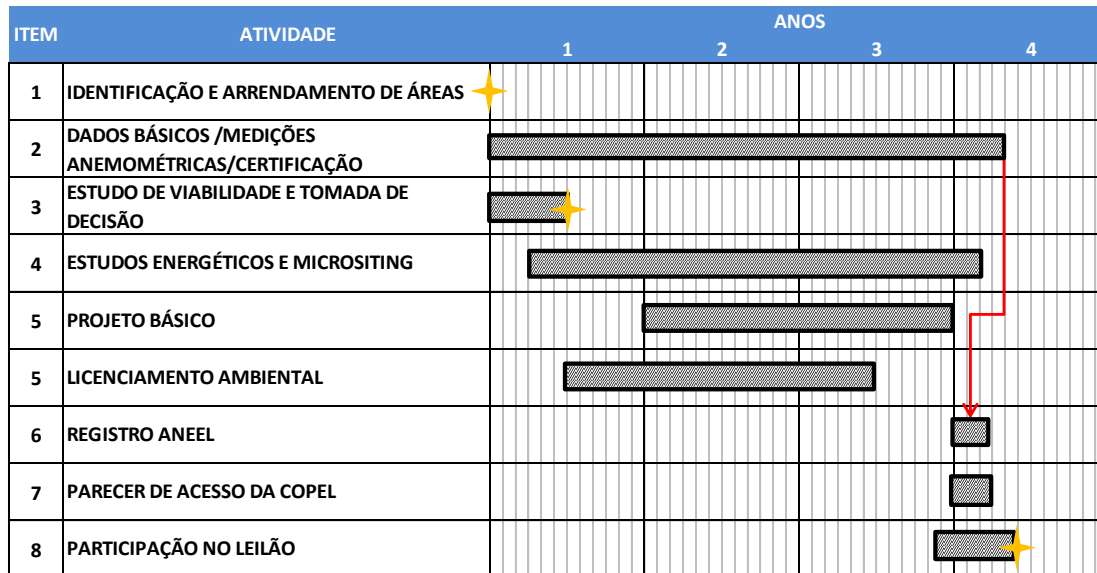 ITEM ATIVIDADE ANOS
1 2 3 4
1 IDENTIFICAÇÃO E ARRENDAMENTO DE ÁREAS
2 DADOS BÁSICOS /MEDIÇÕES
ANEMOMÉTRICAS/CERTIFICAÇÃO
3 ESTUDO DE VIABILIDADE E TOMADA DE
DECISÃO
4 ESTUDOS ENERGÉTICOS E MICROSITING
5 PROJETO BÁSICO
5 LICENCIAMENTO AMBIENTAL
6 REGISTRO ANEEL
7 PARECER DE ACESSO DA COPEL
8 PARTICIPAÇÃO NO LEILÃO